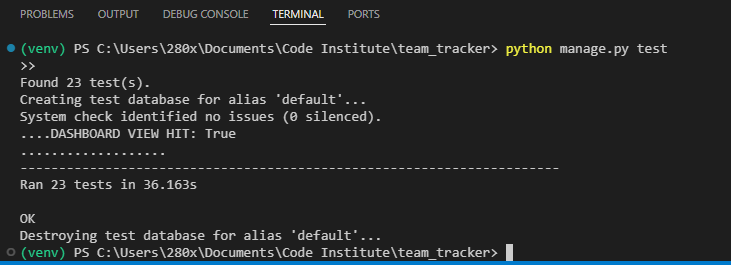 PROBLEMS OUTPUT DEBUG CONSOLE TERMINAL PORTS
(venv) PS C:\Users\280x\Documents\Code Institute\team_tracker> python manage.py test
>>
Found 23 test(s).
Creating test database for alias 'default'...
System check identified no issues (0 silenced).
....DASHBOARD VIEW HIT: True
...................
----------------------------------------------------------------------
Ran 23 tests in 36.163s
OK
Destroying test database for alias 'default'...
(venv) PS C:\Users\280x\Documents\Code Institute\team_tracker>